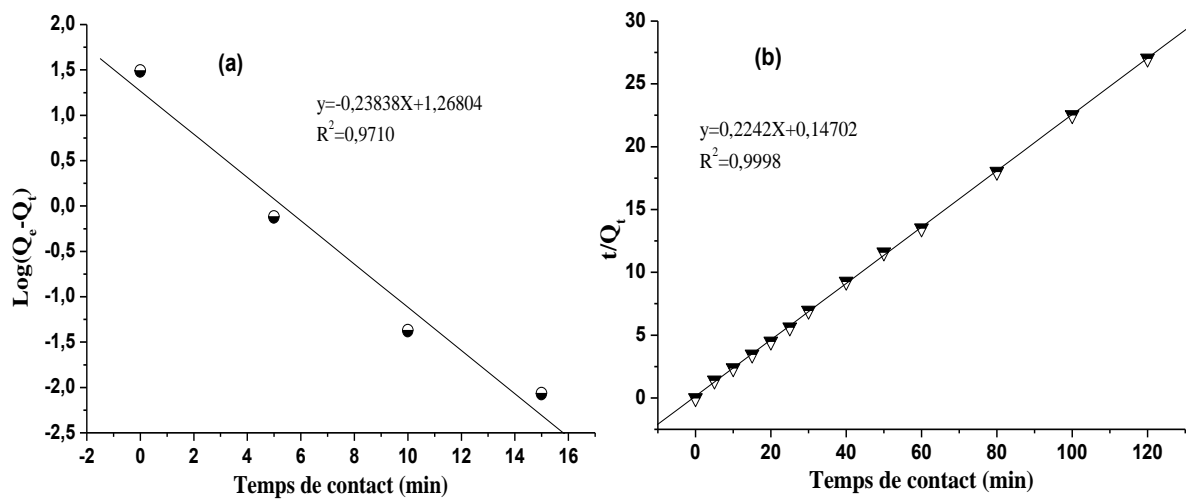 (a)
y=-0,23838X+1,26804
R²=0,9710
Log(Qe-Qt)
2,0
1,5
1,0
0,5
0,0
-0,5
-1,0
-1,5
-2,0
-2,5
-2 0 2 4 6 8 10 12 14 16
Temps de contact (min)
(b)
y=0,2242X+0,14702
R²=0,9998
t/Qt
30
25
20
15
10
5
0
0 20 40 60 80 100 120
Temps de contact (min)